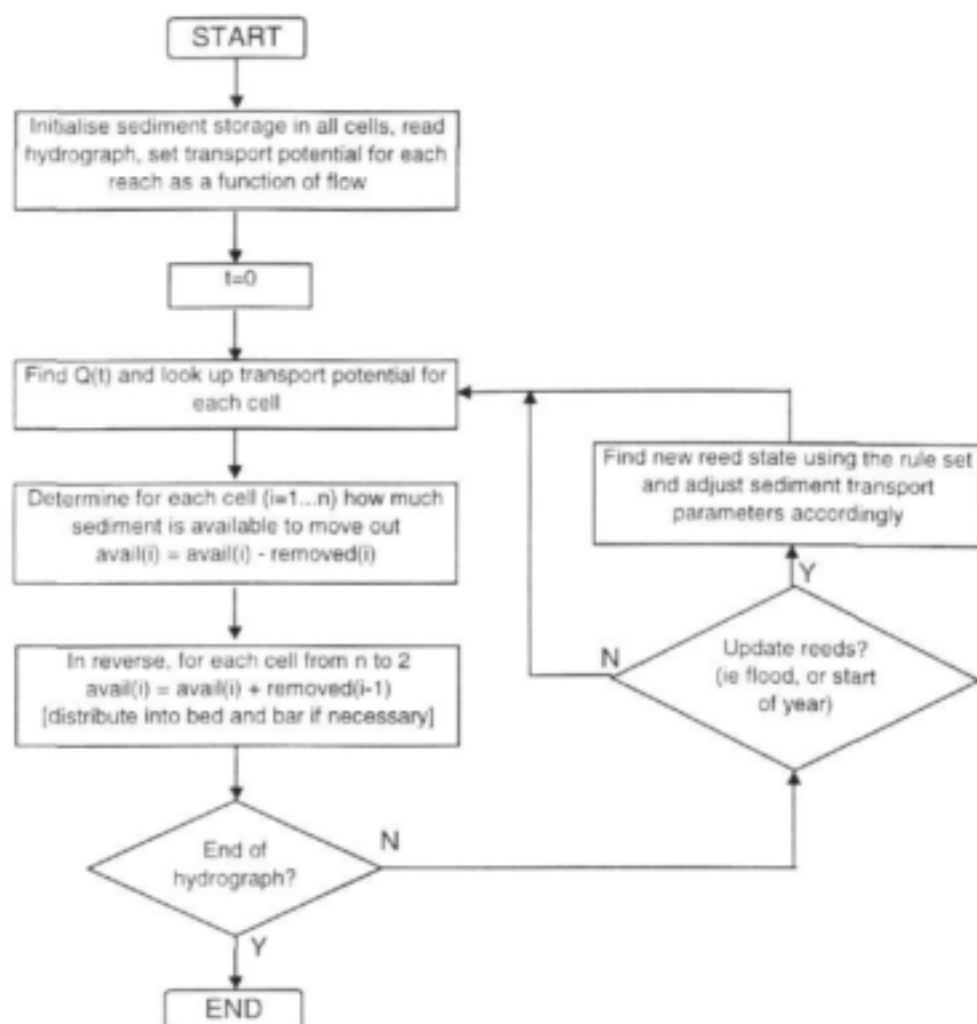 START
Initialise sediment storage in all cells, read
hydrograph, set transport potential for each
reach as a function of flow
t=0
Find Q(t) and look up transport potential for
each cell
Determine for each cell (i=1...n) how much
sediment is available to move out
avail(i) = avail(i) - removed(i)
In reverse, for each cell from n to 2
avail(i) = avail(i) + removed(i-1)
[distribute into bed and bar if necessary]
End of
hydrograph?
N
Y
END
Update reeds?
(ie flood, or start
of year)
N
Y
Find new reed state using the rule set
and adjust sediment transport
parameters accordingly